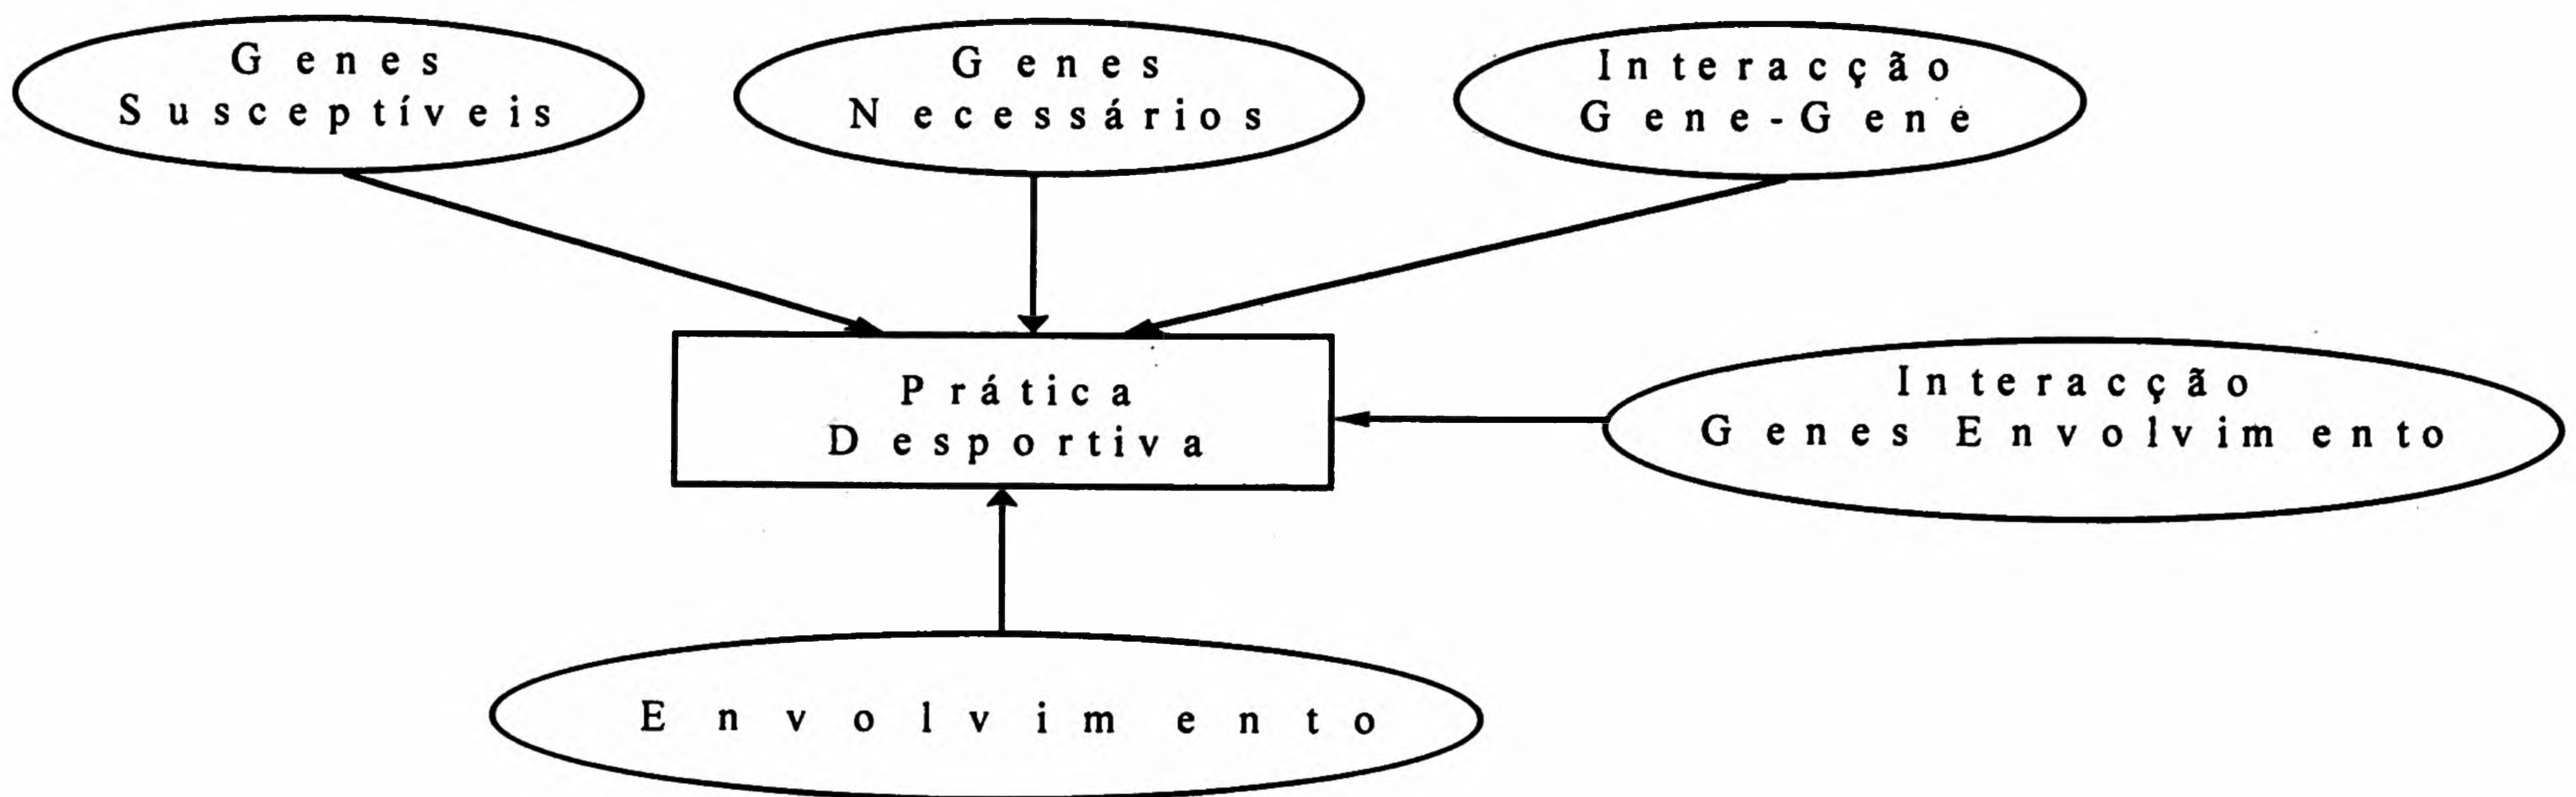 Genes
Susceptíveis
Genes
Necessários
Interacção
Gene-Gene
Prática
Desportiva
Interacção
Genes Envolvimento
Envolvimento